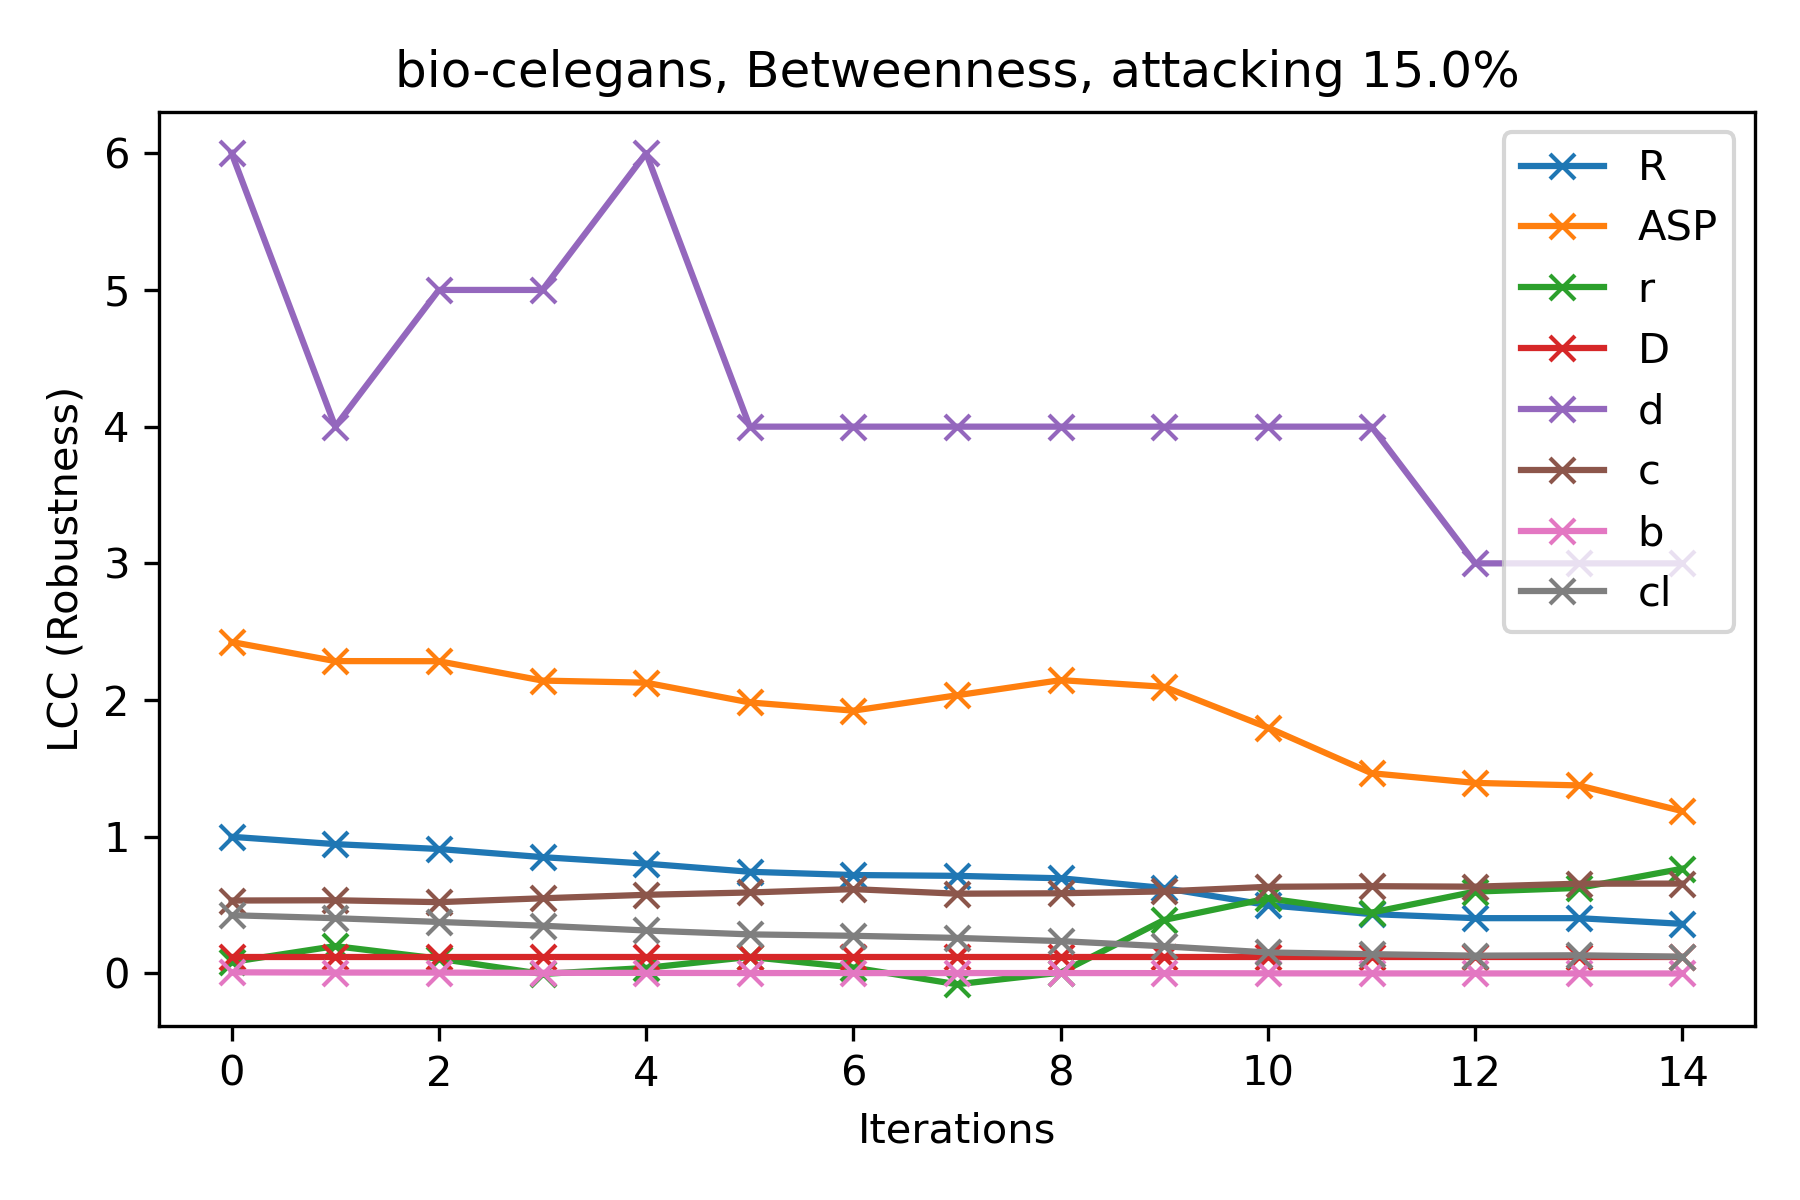 bio-celegans, Betweenness, attacking 15.0%
LCC (Robustness)
6
5
4
3
2
1
0
R
ASP
r
D
d
c
b
cl
0 2 4 6 8 10 12 14
Iterations